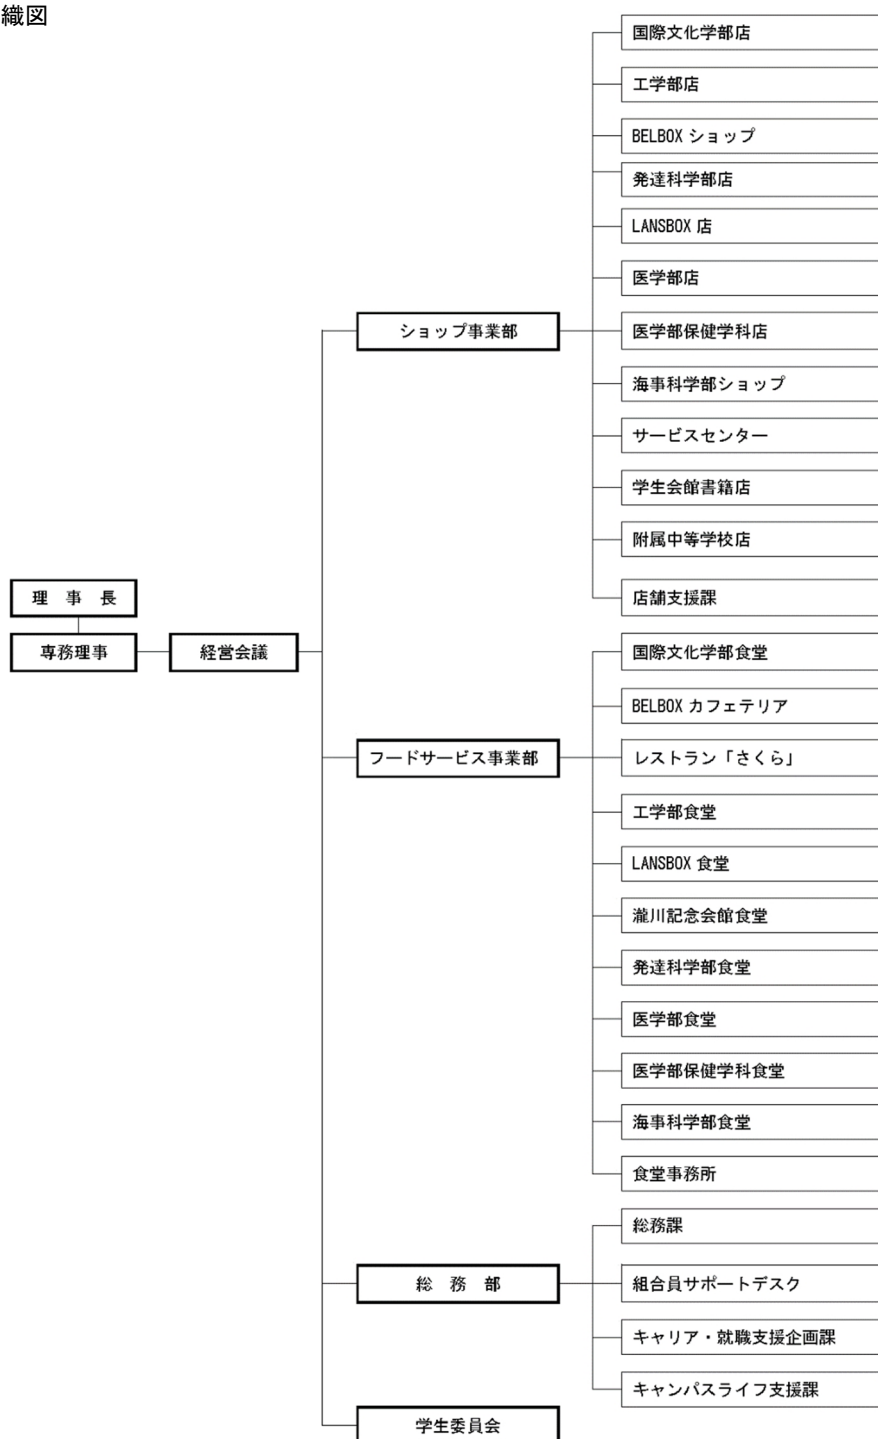 織図
国際文化学部店
工学部店
BELBOX ショップ
発達科学部店
LANSBOX 店
医学部店
ショップ事業部
医学部保健学科店
海事科学部ショップ
サービスセンター
学生会館書籍店
附属中等学校店
店舗支援課
理 事 長
専務理事
経営会議
国際文化学部食堂
BELBOX カフェテリア
フードサービス事業部
レストラン「さくら」
工学部食堂
LANSBOX 食堂
瀧川記念会館食堂
発達科学部食堂
医学部食堂
医学部保健学科食堂
海事科学部食堂
食堂事務所
総務課
総 務 部
組合員サポートデスク
キャリア・就職支援企画課
キャンパスライフ支援課
学生委員会